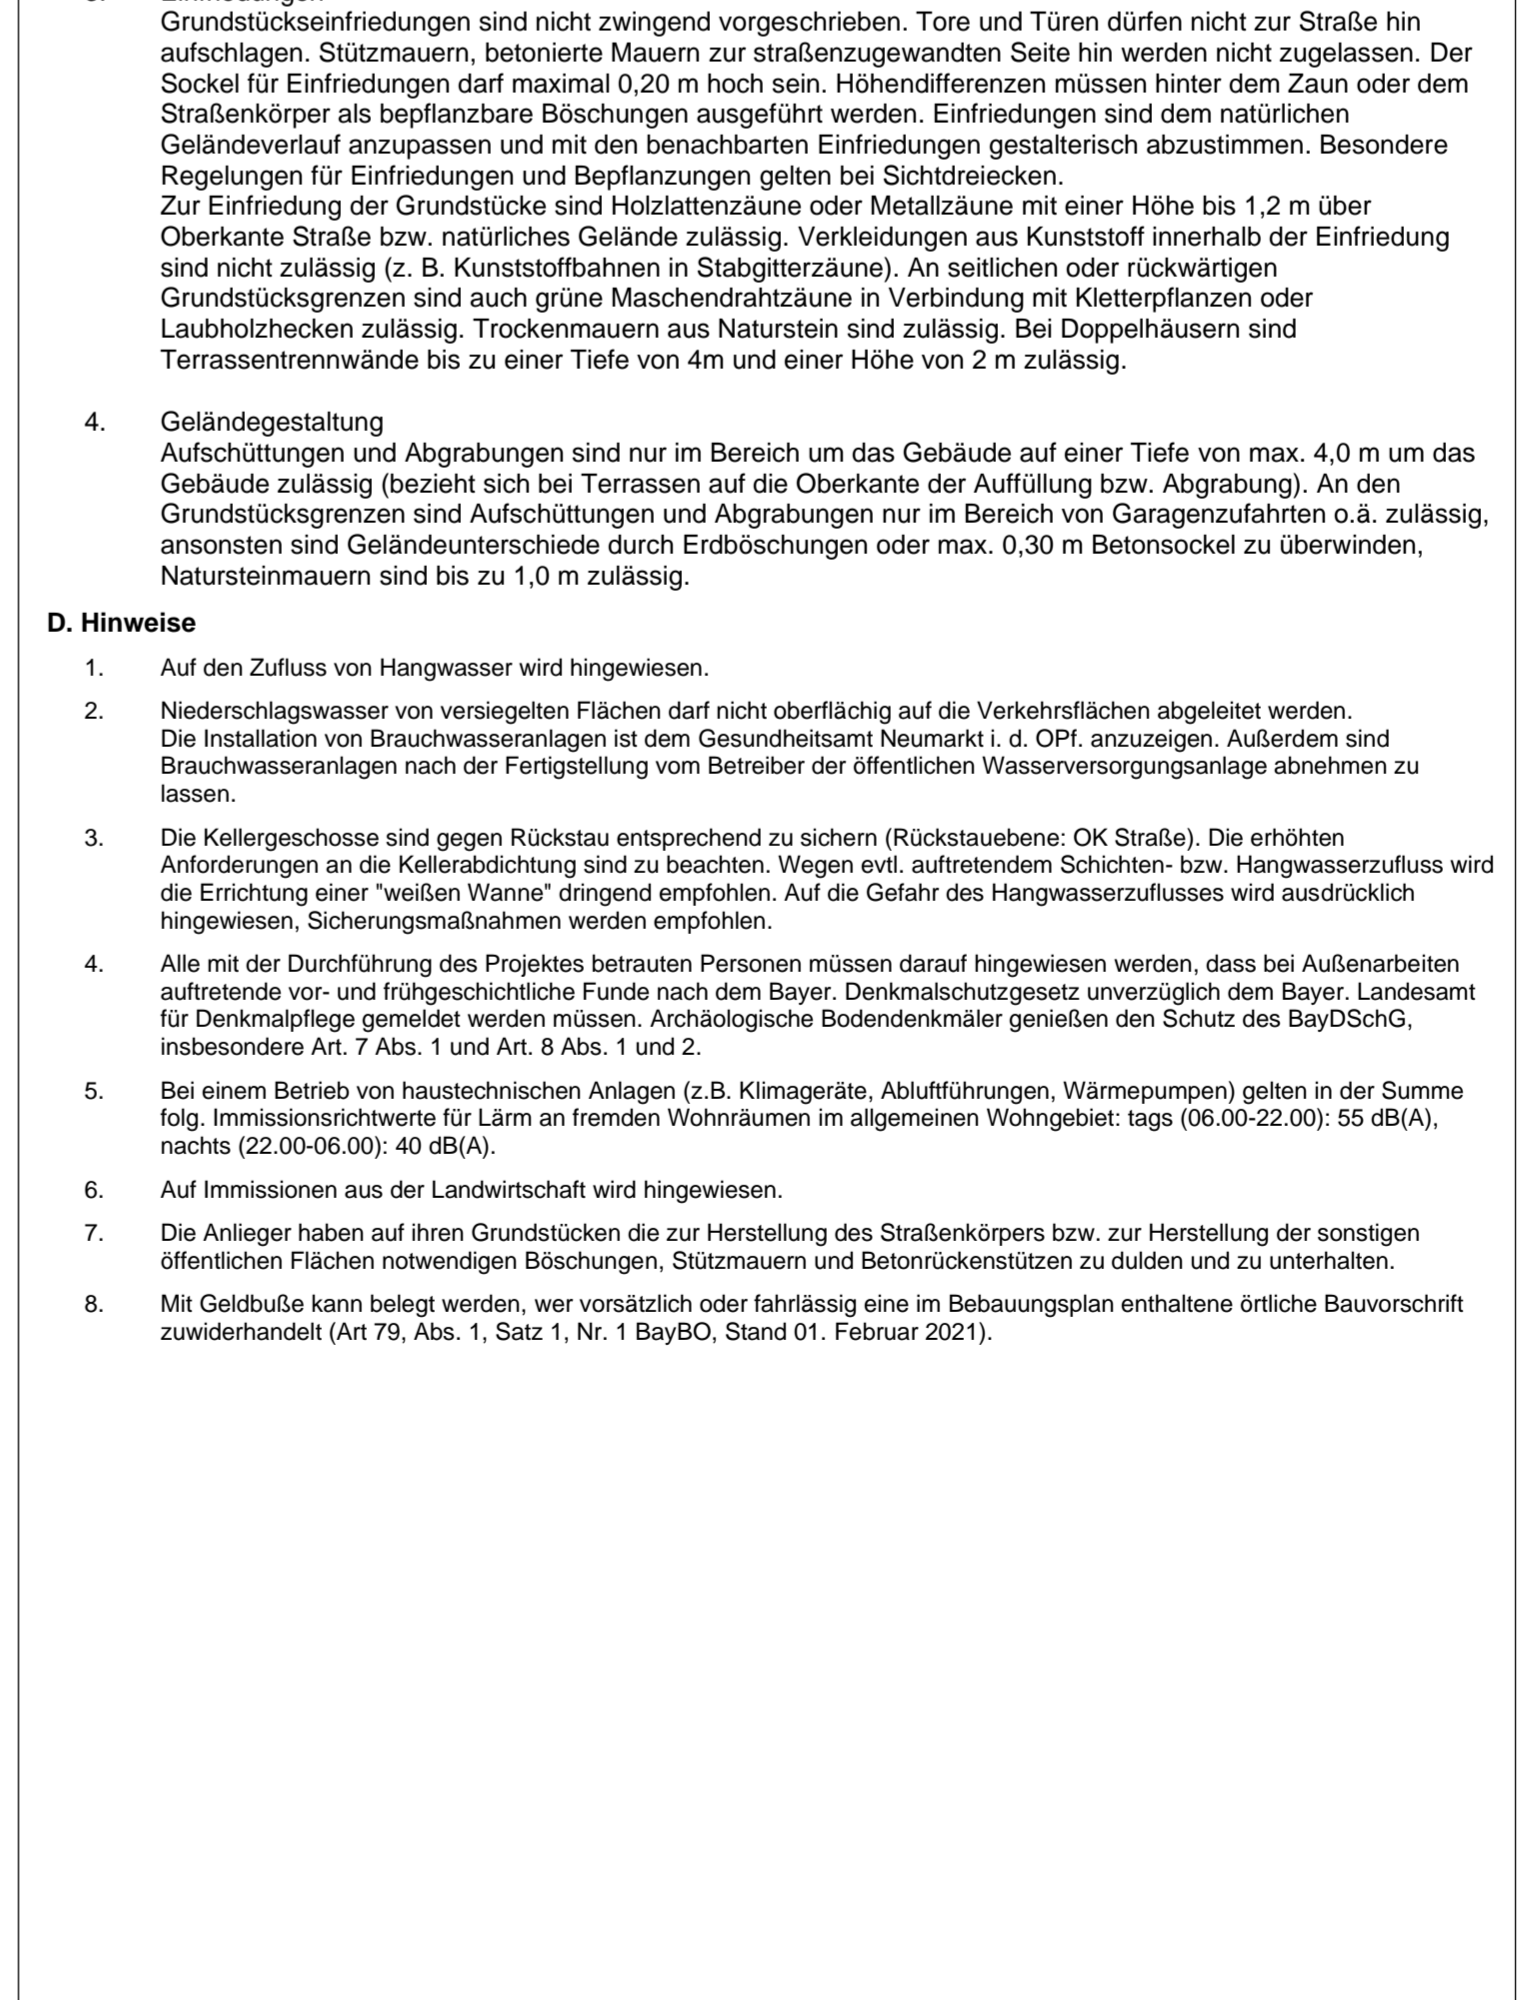 Grundstückseinfriedungen sind nicht zwingend vorgeschrieben. Tore und Türen dürfen nicht zur Straße hin
aufschlagen. Stützmauern, betonierte Mauern zur straßenzugewandten Seite hin werden nicht zugelassen. Der
Sockel für Einfriedungen darf maximal 0,20 m hoch sein. Höhendifferenzen müssen hinter dem Zaun oder dem
Straßenkörper als bepflanzbare Böschungen ausgeführt werden. Einfriedungen sind dem natürlichen
Geländeverlauf anzupassen und mit den benachbarten Einfriedungen gestalterisch abzustimmen. Besondere
Regelungen für Einfriedungen und Bepflanzungen gelten bei Sichtdreiecken.
Zur Einfriedung der Grundstücke sind Holzlattenzäune oder Metallzäune mit einer Höhe bis 1,2 m über
Oberkante Straße bzw. natürliches Gelände zulässig. Verkleidungen aus Kunststoff innerhalb der Einfriedung
sind nicht zulässig (z. B. Kunststoffbahnen in Stabgitterzäune). An seitlichen oder rückwärtigen
Grundstücksgrenzen sind auch grüne Maschendrahtzäune in Verbindung mit Kletterpflanzen oder
Laubholzhecken zulässig. Trockenmauern aus Naturstein sind zulässig. Bei Doppelhäusern sind
Terrassentrennwände bis zu einer Tiefe von 4m und einer Höhe von 2 m zulässig.
4. Geländegestaltung
Aufschüttungen und Abgrabungen sind nur im Bereich um das Gebäude auf einer Tiefe von max. 4,0 m um das
Gebäude zulässig (bezieht sich bei Terrassen auf die Oberkante der Auffüllung bzw. Abgrabung). An den
Grundstücksgrenzen sind Aufschüttungen und Abgrabungen nur im Bereich von Garagenzufahrten o.ä. zulässig,
ansonsten sind Geländeunterschiede durch Erdböschungen oder max. 0,30 m Betonsockel zu überwinden,
Natursteinmauern sind bis zu 1,0 m zulässig.
D. Hinweise
1. Auf den Zufluss von Hangwasser wird hingewiesen.
2. Niederschlagswasser von versiegelten Flächen darf nicht oberflächig auf die Verkehrsflächen abgeleitet werden.
Die Installation von Brauchwasseranlagen ist dem Gesundheitsamt Neumarkt i. d. OPf. anzuzeigen. Außerdem sind
Brauchwasseranlagen nach der Fertigstellung vom Betreiber der öffentlichen Wasserversorgungsanlage abnehmen zu
lassen.
3. Die Kellergeschosse sind gegen Rückstau entsprechend zu sichern (Rückstauebene: OK Straße). Die erhöhten
Anforderungen an die Kellerabdichtung sind zu beachten. Wegen evtl. auftretendem Schichten- bzw. Hangwasserzufluss wird
die Errichtung einer "weißen Wanne" dringend empfohlen. Auf die Gefahr des Hangwasserzuflusses wird ausdrücklich
hingewiesen, Sicherungsmaßnahmen werden empfohlen.
4. Alle mit der Durchführung des Projektes betrauten Personen müssen darauf hingewiesen werden, dass bei Außenarbeiten
auftretende vor- und frühgeschichtliche Funde nach dem Bayer. Denkmalschutzgesetz unverzüglich dem Bayer. Landesamt
für Denkmalpflege gemeldet werden müssen. Archäologische Bodendenkmäler genießen den Schutz des BayDSchG,
insbesondere Art. 7 Abs. 1 und Art. 8 Abs. 1 und 2.
5. Bei einem Betrieb von haustechnischen Anlagen (z.B. Klimageräte, Abluftführungen, Wärmepumpen) gelten in der Summe
folg. Immissionsrichtwerte für Lärm an fremden Wohnräumen im allgemeinen Wohngebiet: tags (06.00-22.00): 55 dB(A),
nachts (22.00-06.00): 40 dB(A).
6. Auf Immissionen aus der Landwirtschaft wird hingewiesen.
7. Die Anlieger haben auf ihren Grundstücken die zur Herstellung des Straßenkörpers bzw. zur Herstellung der sonstigen
öffentlichen Flächen notwendigen Böschungen, Stützmauern und Betonrückenstützen zu dulden und zu unterhalten.
8. Mit Geldbuße kann belegt werden, wer vorsätzlich oder fahrlässig eine im Bebauungsplan enthaltene örtliche Bauvorschrift
zuwiderhandelt (Art 79, Abs. 1, Satz 1, Nr. 1 BayBO, Stand 01. Februar 2021).